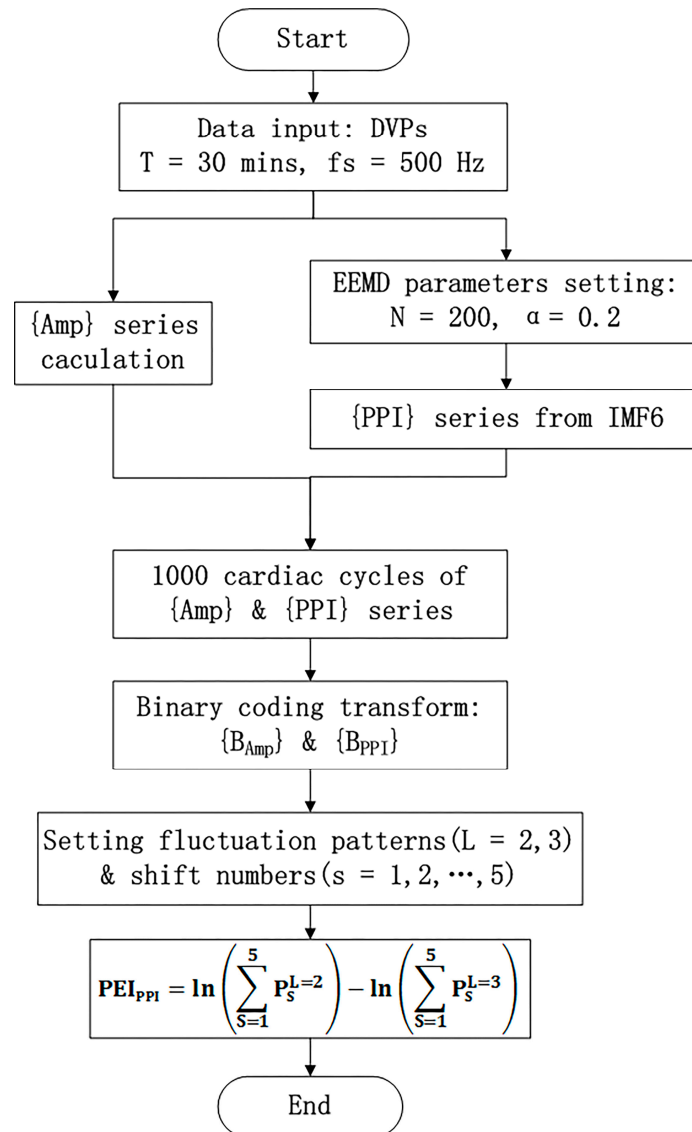 Start
Data input: DVPs
T = 30 mins, fs = 500 Hz
{Amp} series
caculation
EEMD parameters setting:
N = 200, α = 0.2
{PPI} series from IMF6
1000 cardiac cycles of
{Amp} & {PPI} series
Binary coding transform:
{B_Amp} & {B_PPI}
Setting fluctuation patterns(L = 2,3)
& shift numbers(s = 1,2,⋯,5)
PEI_PPI = ln(∑_{S=1}^{5} P_S^{L=2}) − ln(∑_{S=1}^{5} P_S^{L=3})
End